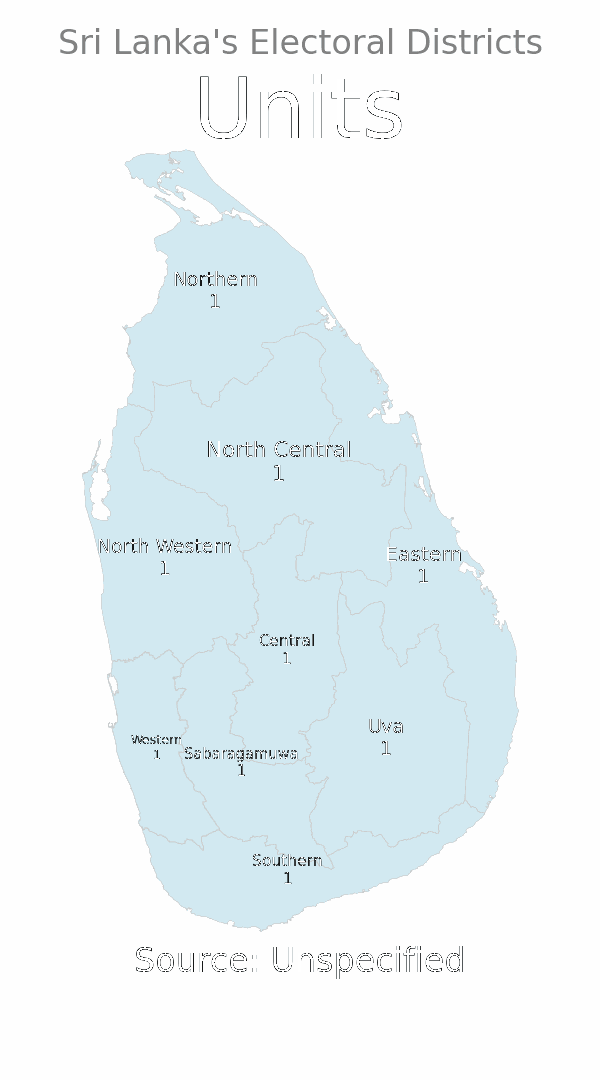 Sri Lanka's Electoral Districts
Units
Northern
1
North Central
1
North Western
1
Eastern
1
Central
1
Uva
1
Western
1
Sabaragamuwa
1
Southern
1
Source: Unspecified